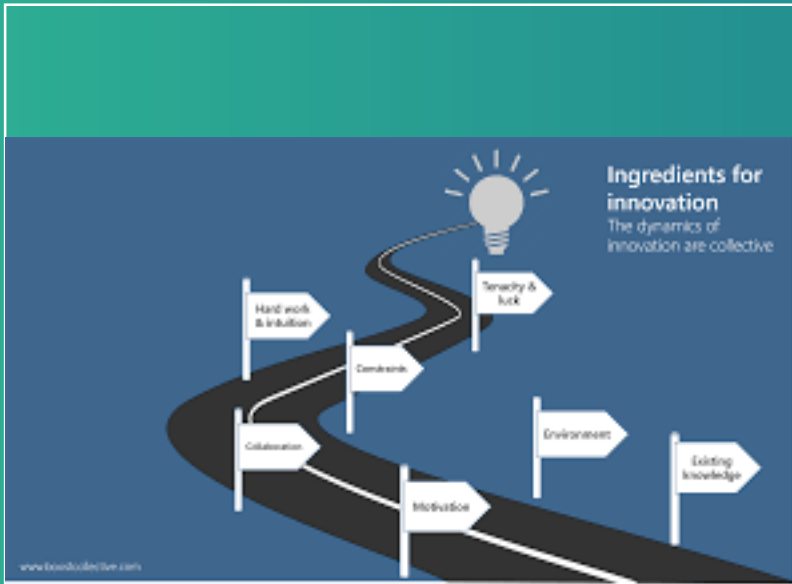 Ingredients for
innovation
The dynamics of
innovation are collective
Tenacity &
luck
Hard work
& intuition
Constraints
Collaboration
Environment
Existing
knowledge
Motivation
www.boostcollective.com